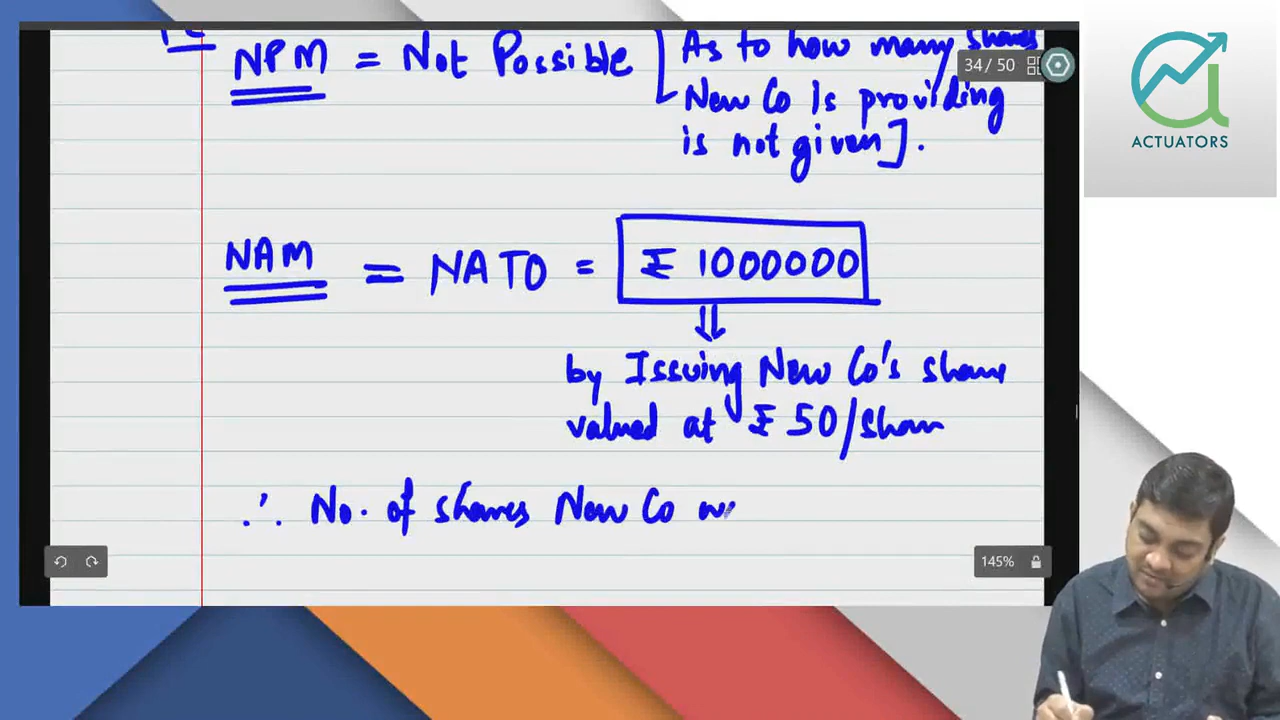 NPM = Not Possible [As to how many shares
New Co is providing
is not given].
34 / 50
ACTUATORS
NAM = NATO = ₹ 1000000
⇓
by Issuing New Co's share
valued at ₹ 50/share
∴ No. of shares New Co
145%